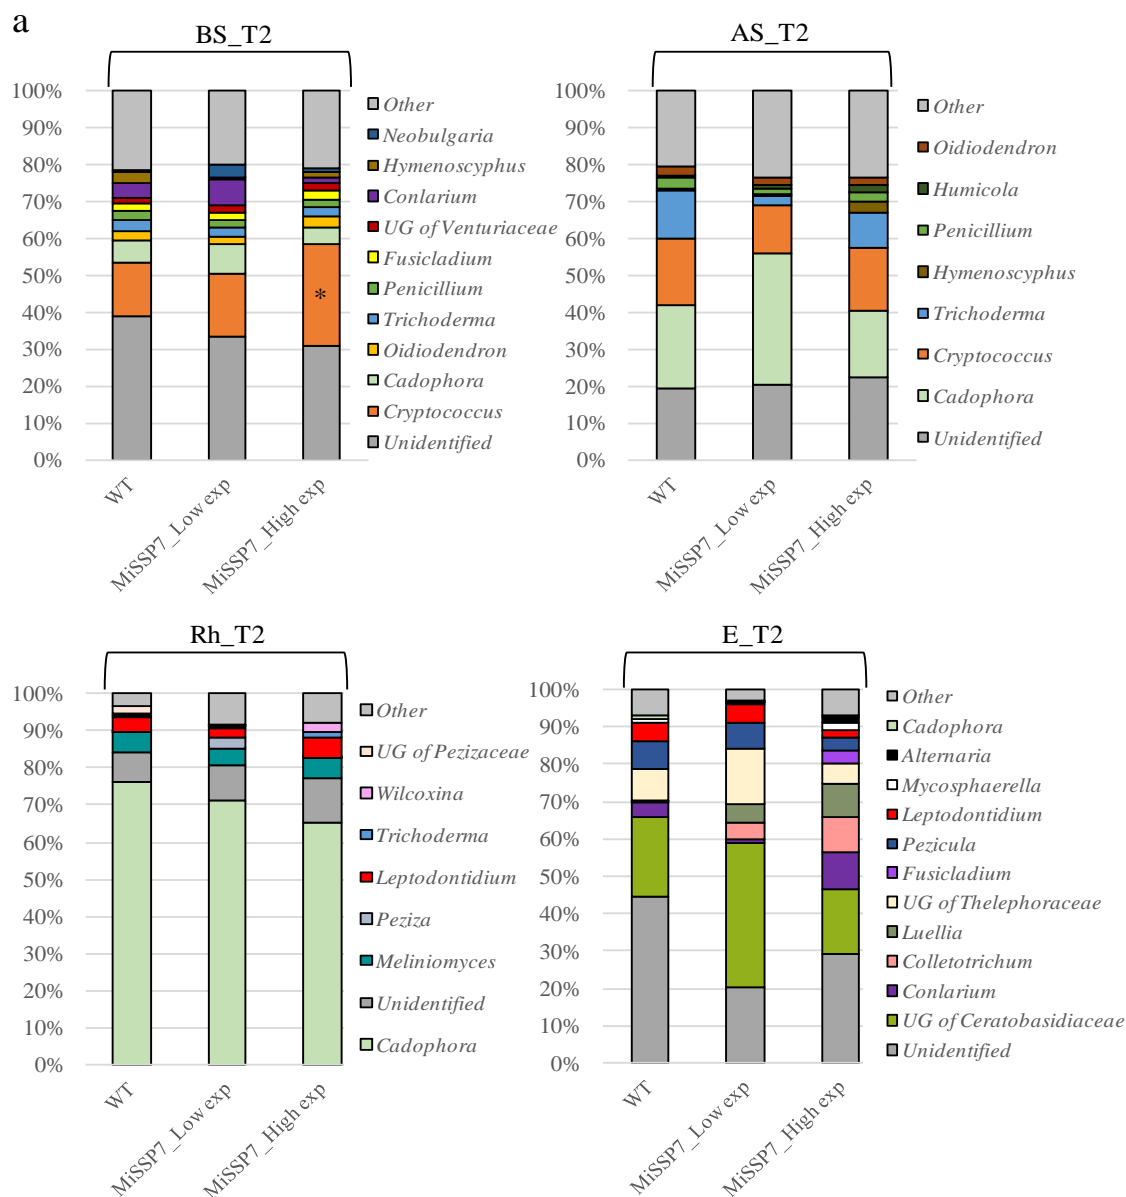 a
BS_T2
100%
90%
80%
70%
60%
50%
40%
30%
20%
10%
0%
*
WT
MiSSP7_Low exp
MiSSP7_High exp
Other
Neobulgaria
Hymenoscyphus
Conlarium
UG of Venturiaceae
Fusicladium
Penicillium
Trichoderma
Oidiodendron
Cadophora
Cryptococcus
Unidentified
AS_T2
100%
90%
80%
70%
60%
50%
40%
30%
20%
10%
0%
WT
MiSSP7_Low exp
MiSSP7_High exp
Other
Oidiodendron
Humicola
Penicillium
Hymenoscyphus
Trichoderma
Cryptococcus
Cadophora
Unidentified
Rh_T2
100%
90%
80%
70%
60%
50%
40%
30%
20%
10%
0%
WT
MiSSP7_Low exp
MiSSP7_High exp
Other
UG of Pezizaceae
Wilcoxina
Trichoderma
Leptodontidium
Peziza
Meliniomyces
Unidentified
Cadophora
E_T2
100%
90%
80%
70%
60%
50%
40%
30%
20%
10%
0%
WT
MiSSP7_Low exp
MiSSP7_High exp
Other
Cadophora
Alternaria
Mycosphaerella
Leptodontidium
Pezicula
Fusicladium
UG of Thelephoraceae
Luellia
Colletotrichum
Conlarium
UG of Ceratobasidiaceae
Unidentified